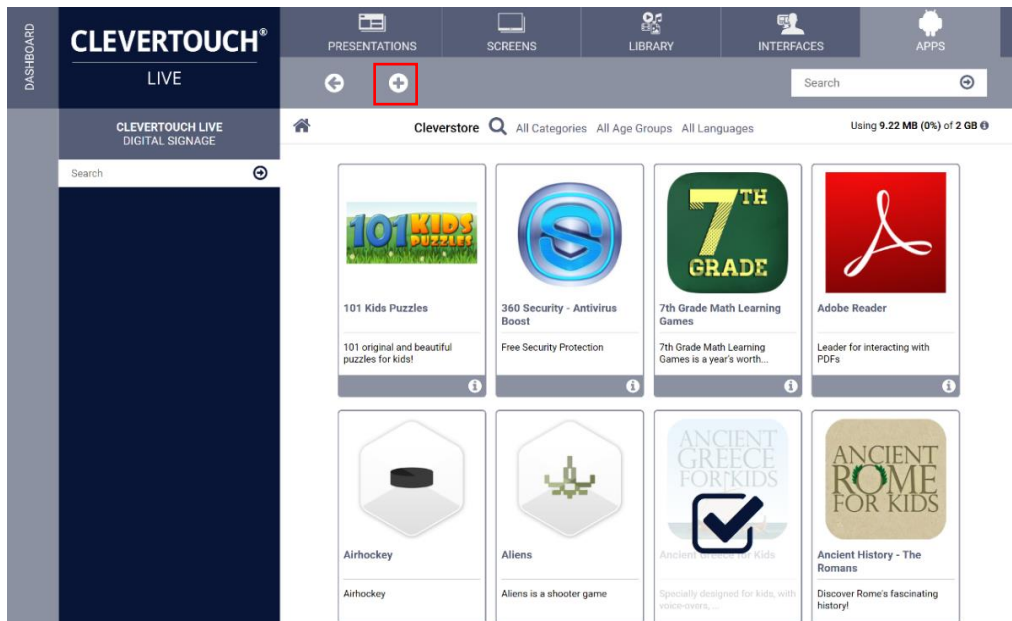 DASHBOARD
CLEVERTOUCH®
LIVE
PRESENTATIONS
SCREENS
LIBRARY
INTERFACES
APPS
Search
CLEVERTOUCH LIVE
DIGITAL SIGNAGE
Search
Cleverstore All Categories All Age Groups All Languages
Using 9.22 MB (0%) of 2 GB
101 KIDS
PUZZLES
S
7TH
GRADE
101 Kids Puzzles
360 Security - Antivirus
Boost
7th Grade Math Learning
Games
Adobe Reader
101 original and beautiful
puzzles for kids!
Free Security Protection
7th Grade Math Learning
Games is a year's worth...
Leader for interacting with
PDFs
ANCIENT
GREECE
FOR KIDS
ANCIENT
ROME
FOR KIDS
Airhockey
Aliens
Ancient Greece for Kids
Ancient History - The
Romans
Airhockey
Aliens is a shooter game
Specially designed for kids, with
voice-overs, ...
Discover Rome's fascinating
history!